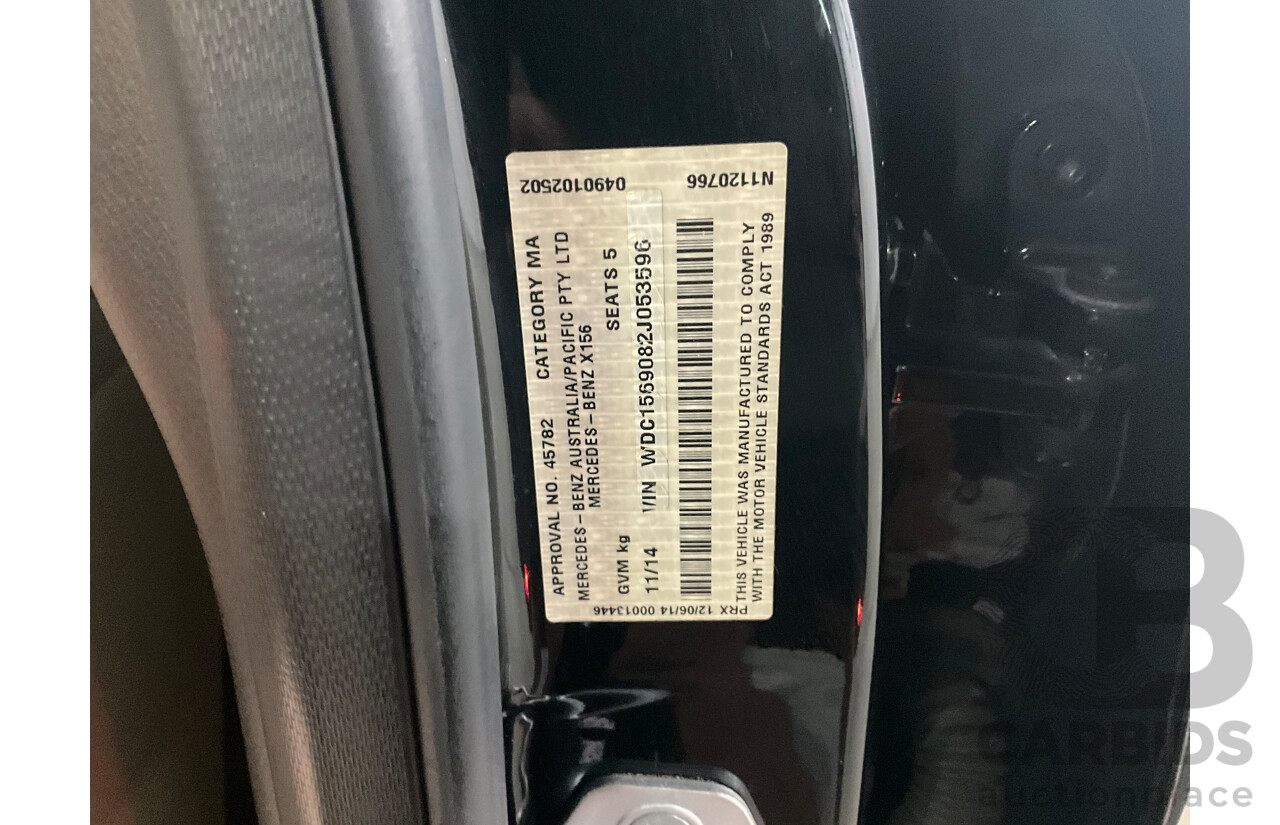 APPROVAL NO. 45782 CATEGORY MA
MERCEDES-BENZ AUSTRALIA/PACIFIC PTY LTD
MERCEDES-BENZ X156
GVM kg SEATS 5
11/14 VIN WDC1569082J053596
THIS VEHICLE WAS MANUFACTURED TO COMPLY
WITH THE MOTOR VEHICLE STANDARDS ACT 1989
0490102502
N1120766
PRX 12/06/14 00013446
B
CARBIDS
auctionplace